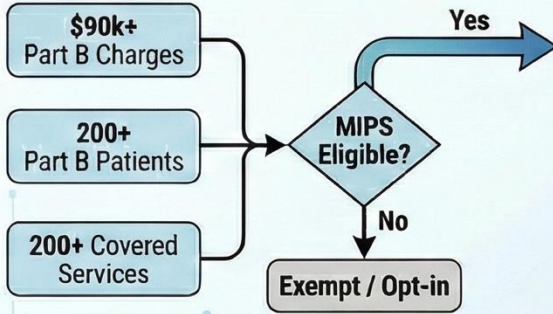 $90k+
Part B Charges
200+
Part B Patients
200+ Covered
Services
MIPS
Eligible?
Yes
No
Exempt / Opt-in